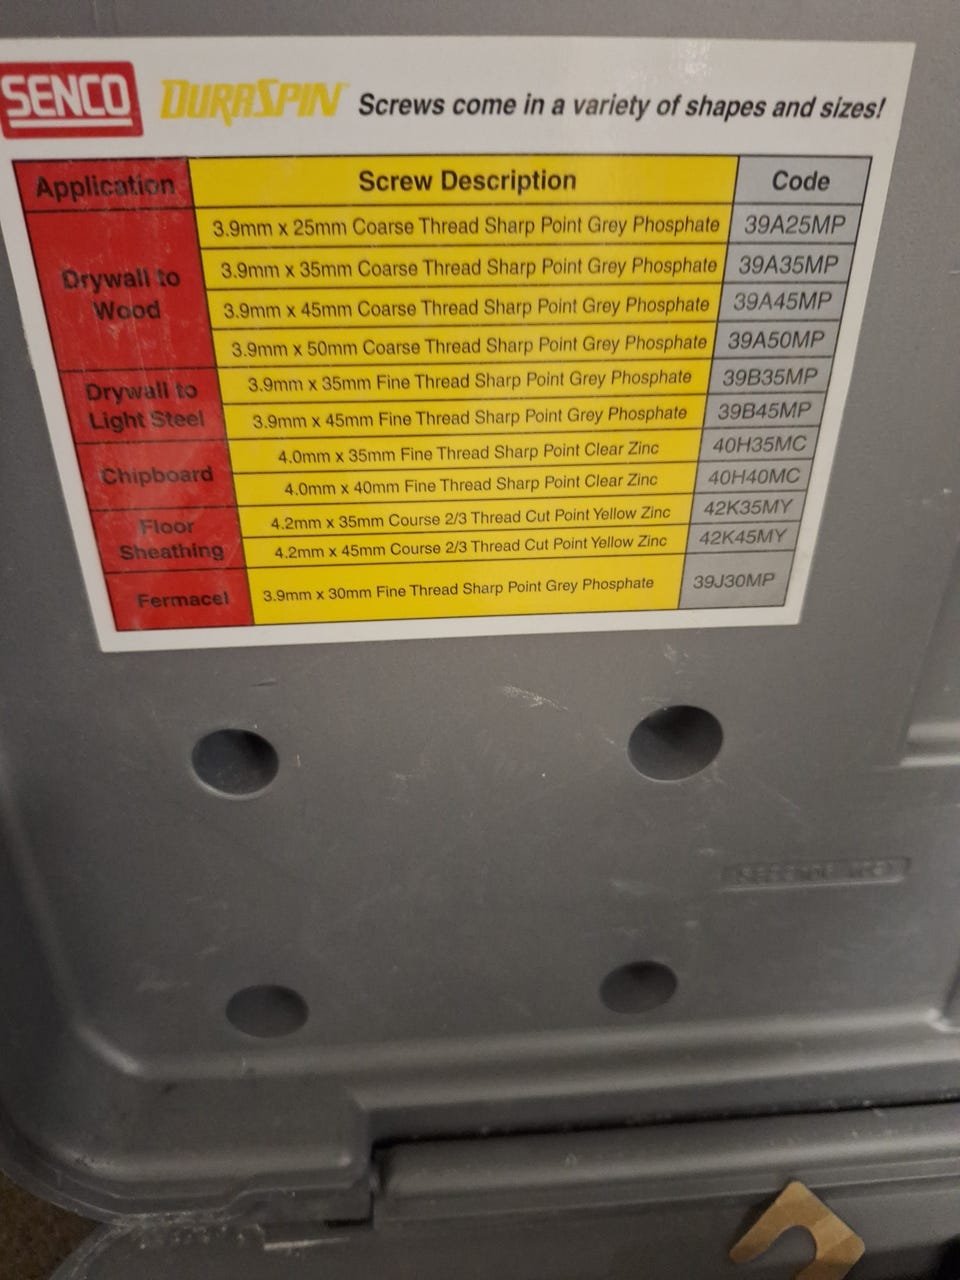 SENCO DURASPIN Screws come in a variety of shapes and sizes!
Application Screw Description Code
Drywall to
Wood
3.9mm x 25mm Coarse Thread Sharp Point Grey Phosphate 39A25MP
3.9mm x 35mm Coarse Thread Sharp Point Grey Phosphate 39A35MP
3.9mm x 45mm Coarse Thread Sharp Point Grey Phosphate 39A45MP
3.9mm x 50mm Coarse Thread Sharp Point Grey Phosphate 39A50MP
Drywall to
Light Steel
3.9mm x 35mm Fine Thread Sharp Point Grey Phosphate 39B35MP
3.9mm x 45mm Fine Thread Sharp Point Grey Phosphate 39B45MP
Chipboard
4.0mm x 35mm Fine Thread Sharp Point Clear Zinc 40H35MC
4.0mm x 40mm Fine Thread Sharp Point Clear Zinc 40H40MC
Floor
Sheathing
4.2mm x 35mm Course 2/3 Thread Cut Point Yellow Zinc 42K35MY
4.2mm x 45mm Course 2/3 Thread Cut Point Yellow Zinc 42K45MY
Fermacel 3.9mm x 30mm Fine Thread Sharp Point Grey Phosphate 39J30MP